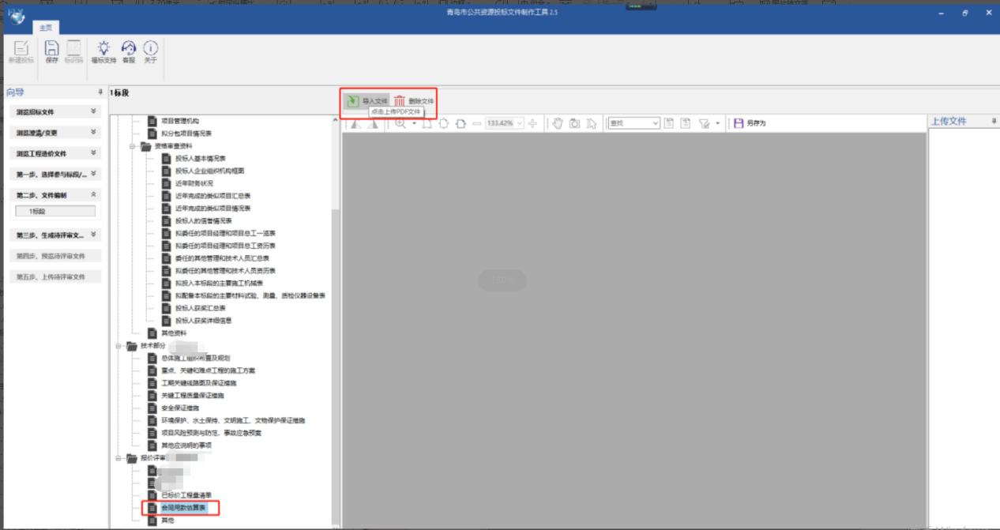 青岛市公共资源投标文件制作工具 2.5
主页
新建投标
保存
标识码
福标支持
客服
关于
向导
浏览招标文件
浏览澄清/变更
浏览工程造价文件
第一步、选择参与标段/...
第二步、文件编制
1标段
第三步、生成待评审文...
第四步、预览待评审文件
第五步、上传待评审文件
1标段
项目管理机构
拟分包项目情况表
资格审查资料
投标人基本情况表
投标人企业组织机构框图
近年财务状况
近年完成的类似项目汇总表
近年完成的类似项目情况表
投标人的信誉情况表
拟委任的项目经理和项目总工一览表
拟委任的项目经理和项目总工资历表
委任的其他管理和技术人员汇总表
拟委任的其他管理和技术人员资历表
拟投入本标段的主要施工机械表
拟配备本标段的主要材料试验、测量、质检仪器设备表
投标人获奖汇总表
投标人获奖详细信息
其他资料
技术部分
总体施工组织布置及规划
重点、关键和难点工程的施工方案
工期关键线路图及保证措施
关键工程质量保证措施
安全保证措施
环境保护、水土保持、文明施工、文物保护保证措施
项目风险预测与防范、事故应急预案
其他应说明的事项
报价评审
已标价工程量清单
合同用款估算表
其他
导入文件
删除文件
点击上传PDF文件
133.42%
查找
另存为
180%
上传文件